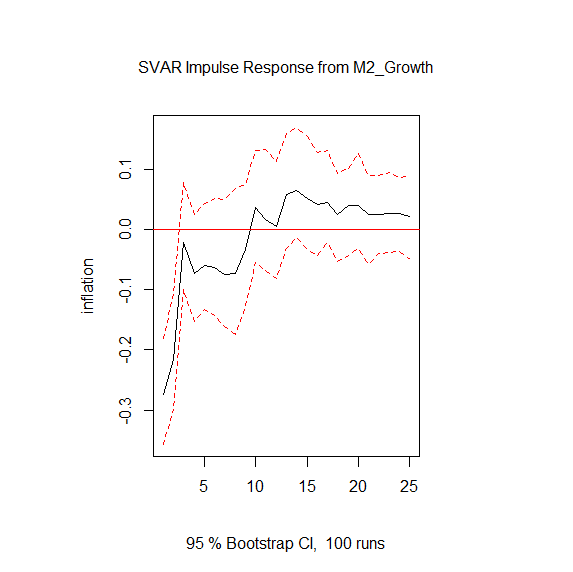 SVAR Impulse Response from M2_Growth
inflation
0.1
0.0
-0.1
-0.2
-0.3
5 10 15 20 25
95 % Bootstrap CI, 100 runs